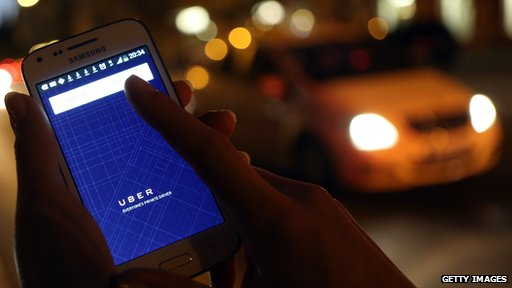 SAMSUNG
20:34
UBER
EVERYONE'S PRIVATE DRIVER
GETTY IMAGES